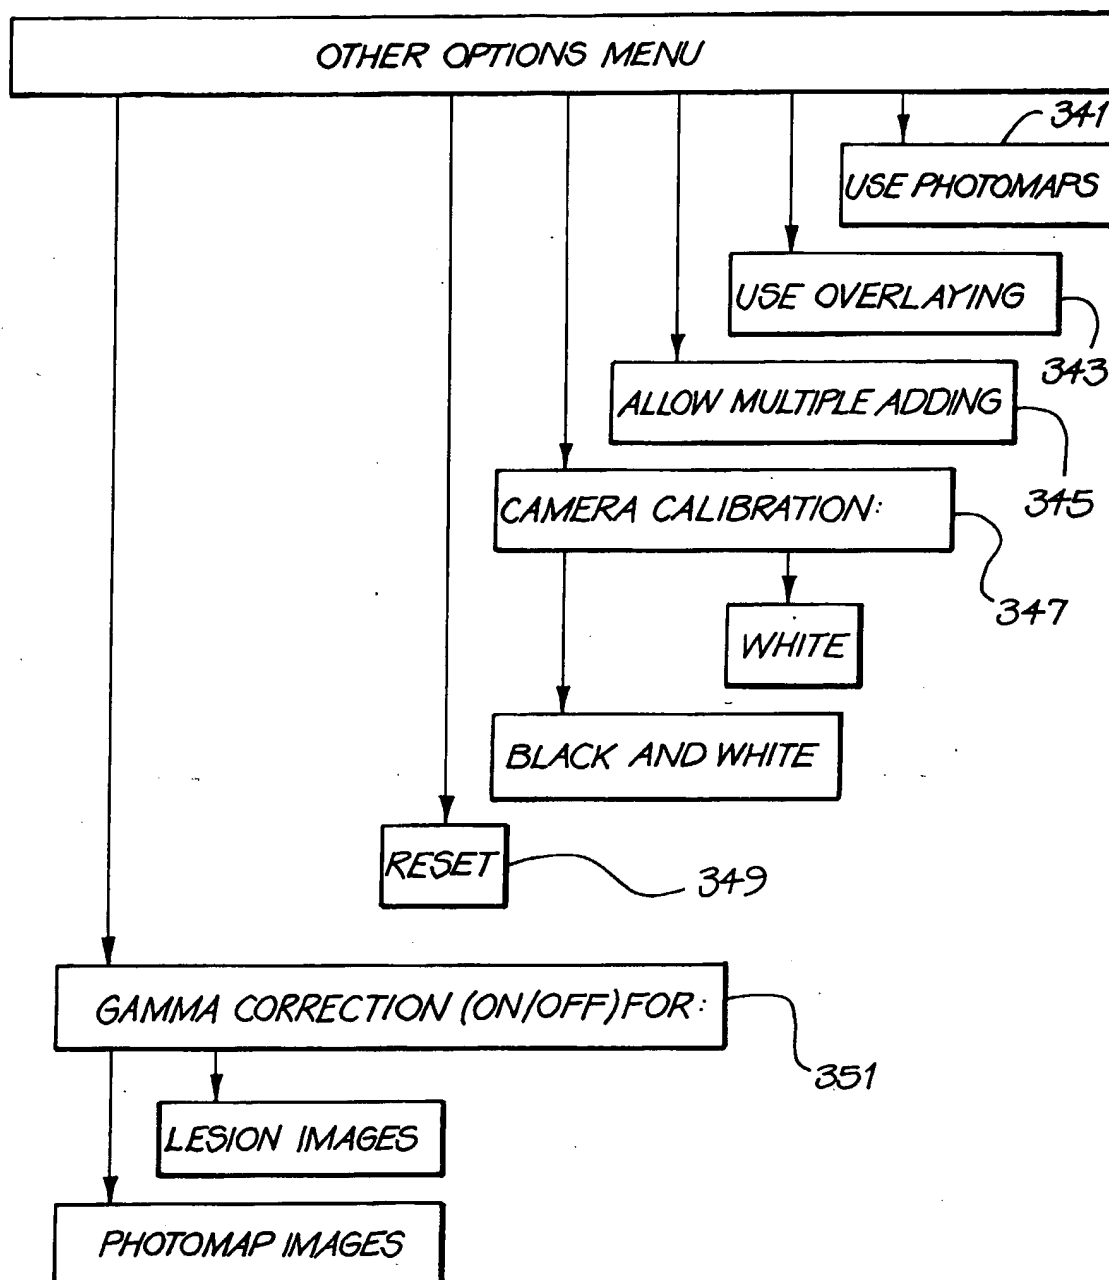 OTHER OPTIONS MENU
341
USE PHOTOMAPS
USE OVERLAYING
343
ALLOW MULTIPLE ADDING
345
CAMERA CALIBRATION:
347
WHITE
BLACK AND WHITE
RESET
349
GAMMA CORRECTION (ON/OFF) FOR:
351
LESION IMAGES
PHOTOMAP IMAGES